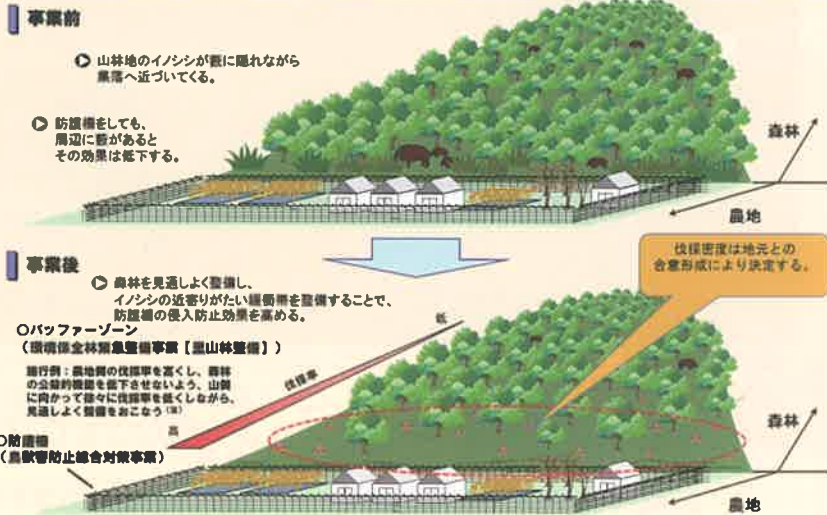 事業前
山林地のイノシシが藪に隠れながら
集落へ近づいてくる。
防護柵をしても、
周辺に藪があると
その効果は低下する。
森林
農地
事業後
伐採密度は地元との
合意形成により決定する。
森林を見通しよく整備し、
イノシシの近寄りがたい緩衝帯を整備することで、
防護柵の侵入防止効果を高める。
○バッファーゾーン
（環境保全林緊急整備事業【里山林整備】）
施行例：農地側の伐採率を高くし、森林
の公益的機能を低下させないよう、山側
に向かって徐々に伐採率を低くしながら、
見通しよく整備をおこなう
低
伐採率
高
○防護柵
（鳥獣害防止総合対策事業）
森林
農地